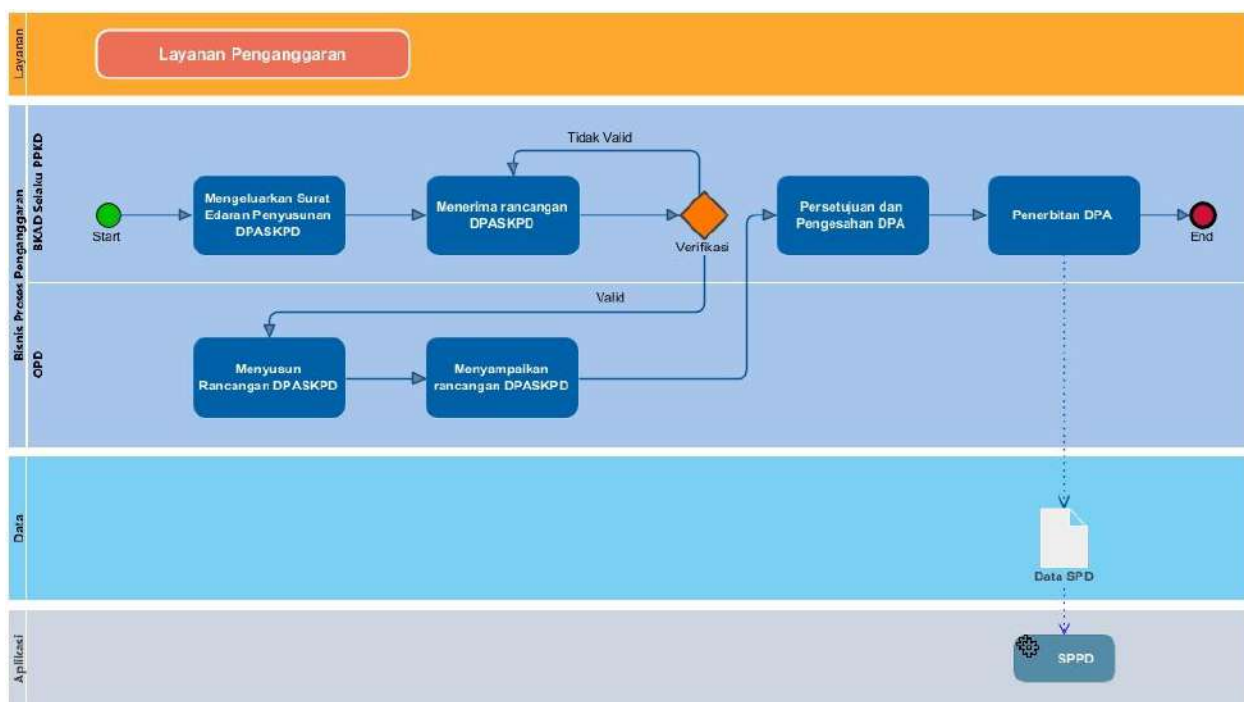 Layanan
Layanan Penganggaran
Bisnis Proses Penganggaran
BKAD Selaku PPKD
Tidak Valid
Start
Mengeluarkan Surat
Edaran Penyusunan
DPASKPD
Menerima rancangan
DPASKPD
Verifikasi
Persetujuan dan
Pengesahan DPA
Penerbitan DPA
End
OPD
Valid
Menyusun
Rancangan DPASKPD
Menyampaikan
rancangan DPASKPD
Data
Data SPD
Aplikasi
SPPD